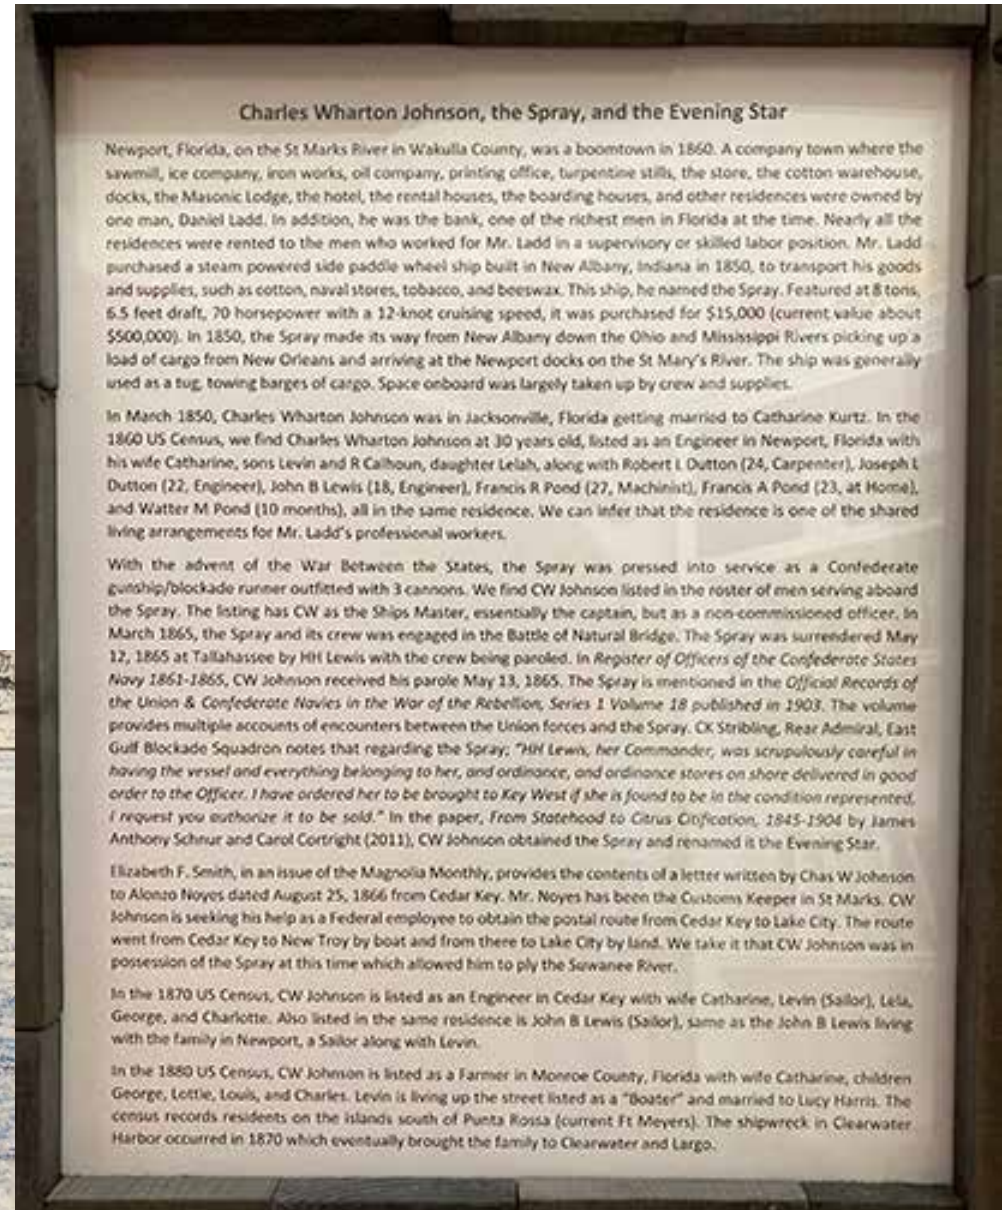 Charles Wharton Johnson, the Spray, and the Evening Star
Newport, Florida, on the St Marks River in Wakulla County, was a boomtown in 1860. A company town where the
sawmill, ice company, iron works, oil company, printing office, turpentine stills, the store, the cotton warehouse,
docks, the Masonic Lodge, the hotel, the rental houses, the boarding houses, and other residences were owned by
one man, Daniel Ladd. In addition, he was the bank, one of the richest men in Florida at the time. Nearly all the
residences were rented to the men who worked for Mr. Ladd in a supervisory or skilled labor position. Mr. Ladd
purchased a steam powered side paddle wheel ship built in New Albany, Indiana in 1850, to transport his goods
and supplies, such as cotton, naval stores, tobacco, and beeswax. This ship, he named the Spray. Featured at 8 tons,
6.5 feet draft, 70 horsepower with a 12-knot cruising speed, it was purchased for $15,000 (current value about
$500,000). In 1850, the Spray made its way from New Albany down the Ohio and Mississippi Rivers picking up a
load of cargo from New Orleans and arriving at the Newport docks on the St Mary's River. The ship was generally
used as a tug, towing barges of cargo. Space onboard was largely taken up by crew and supplies.
In March 1850, Charles Wharton Johnson was in Jacksonville, Florida getting married to Catharine Kurtz. In the
1860 US Census, we find Charles Wharton Johnson at 30 years old, listed as an Engineer in Newport, Florida with
his wife Catharine, sons Levin and R Calhoun, daughter Lelah, along with Robert L Dutton (24, Carpenter), Joseph L
Dutton (22, Engineer), John B Lewis (18, Engineer), Francis R Pond (27, Machinist), Francis A Pond (23, at Home),
and Watter M Pond (10 months), all in the same residence. We can infer that the residence is one of the shared
living arrangements for Mr. Ladd's professional workers.
With the advent of the War Between the States, the Spray was pressed into service as a Confederate
gunship/blockade runner outfitted with 3 cannons. We find CW Johnson listed in the roster of men serving aboard
the Spray. The listing has CW as the Ships Master, essentially the captain, but as a non-commissioned officer. In
March 1865, the Spray and its crew was engaged in the Battle of Natural Bridge. The Spray was surrendered May
12, 1865 at Tallahassee by HH Lewis with the crew being paroled. In Register of Officers of the Confederate States
Navy 1861-1865, CW Johnson received his parole May 13, 1865. The Spray is mentioned in the Official Records of
the Union & Confederate Navies in the War of the Rebellion, Series 1 Volume 18 published in 1903. The volume
provides multiple accounts of encounters between the Union forces and the Spray. CK Stribling, Rear Admiral, East
Gulf Blockade Squadron notes that regarding the Spray; "HH Lewis, her Commander, was scrupulously careful in
having the vessel and everything belonging to her, and ordinance, and ordinance stores on shore delivered in good
order to the Officer. I have ordered her to be brought to Key West if she is found to be in the condition represented,
I request you authorize it to be sold." In the paper, From Statehood to Citrus Citification, 1845-1904 by James
Anthony Schnur and Carol Cortright (2011), CW Johnson obtained the Spray and renamed it the Evening Star.
Elizabeth F. Smith, in an issue of the Magnolia Monthly, provides the contents of a letter written by Chas W Johnson
to Alonzo Noyes dated August 25, 1866 from Cedar Key. Mr. Noyes has been the Customs Keeper in St Marks. CW
Johnson is seeking his help as a Federal employee to obtain the postal route from Cedar Key to Lake City. The route
went from Cedar Key to New Troy by boat and from there to Lake City by land. We take it that CW Johnson was in
possession of the Spray at this time which allowed him to ply the Suwanee River.
In the 1870 US Census, CW Johnson is listed as an Engineer in Cedar Key with wife Catharine, Levin (Sailor), Lela,
George, and Charlotte. Also listed in the same residence is John B Lewis (Sailor), same as the John B Lewis living
with the family in Newport, a Sailor along with Levin.
In the 1880 US Census, CW Johnson is listed as a Farmer in Monroe County, Florida with wife Catharine, children
George, Lottie, Louis, and Charles. Levin is living up the street listed as a "Boater" and married to Lucy Harris. The
census records residents on the islands south of Punta Rossa (current Ft Meyers). The shipwreck in Clearwater
Harbor occurred in 1870 which eventually brought the family to Clearwater and Largo.